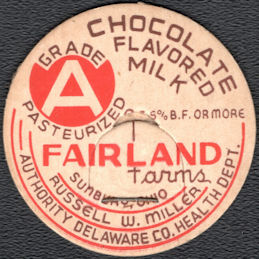 CHOCOLATE
FLAVORED
MILK
GRADE
A
PASTEURIZED
5% B.F. OR MORE
FAIRLAND
farms
SUNBURY, OHIO
RUSSELL W. MILLER
AUTHORITY DELAWARE CO. HEALTH DEPT.